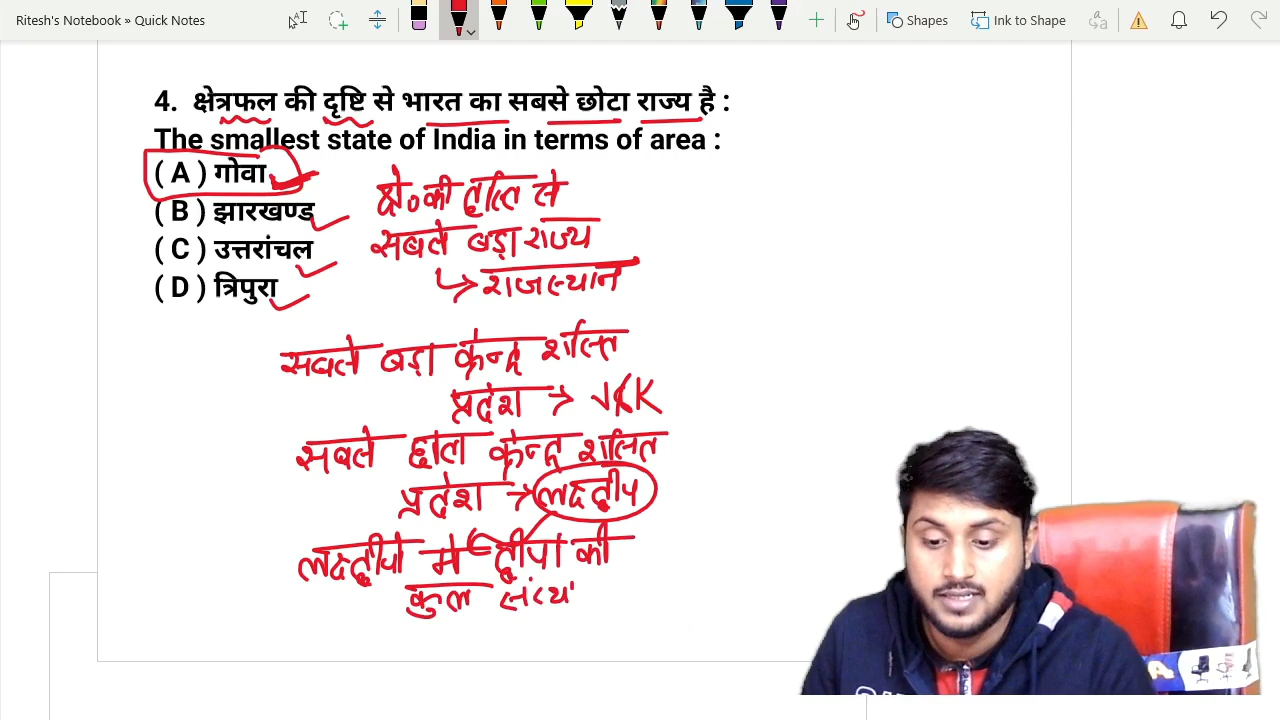 Ritesh's Notebook » Quick Notes
Shapes
Ink to Shape
4. क्षेत्रफल की दृष्टि से भारत का सबसे छोटा राज्य है :
The smallest state of India in terms of area :
( A ) गोवा
( B ) झारखण्ड
( C ) उत्तरांचल
( D ) त्रिपुरा
क्षे० की दृष्टि से
सबसे बड़ा राज्य
→ राजस्थान
सबसे बड़ा केन्द्र शासित
प्रदेश → J&K
सबसे छोटा केन्द्र शासित
प्रदेश → लक्षद्वीप
लक्षद्वीपों में द्वीपों की
कुल संख्या